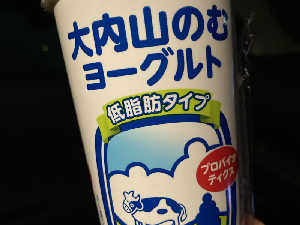 大内山のむ
ヨーグルト
低脂肪タイプ
プロバイオ
ティクス